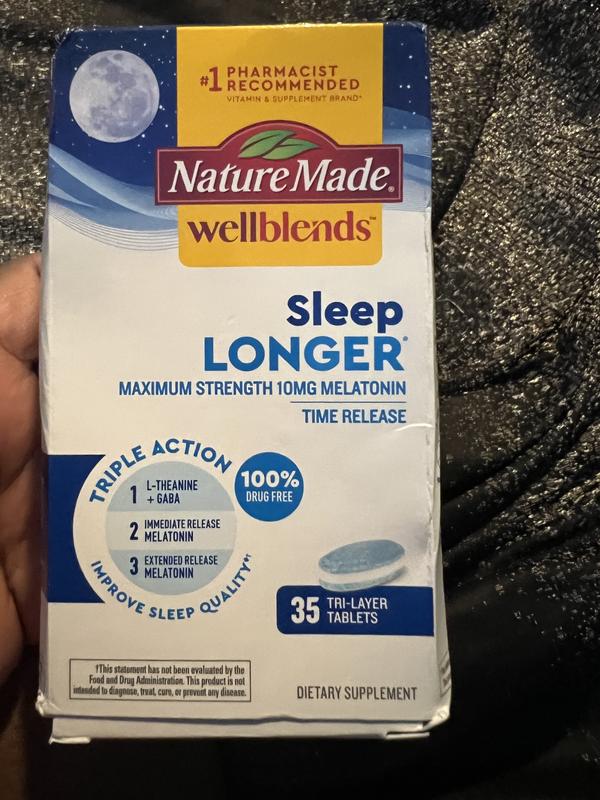 #1 PHARMACIST
RECOMMENDED
VITAMIN & SUPPLEMENT BRAND*
Nature Made®
wellblends™
Sleep
LONGER*
MAXIMUM STRENGTH 10MG MELATONIN
TIME RELEASE
TRIPLE ACTION
1 L-THEANINE
+ GABA
2 IMMEDIATE RELEASE
MELATONIN
3 EXTENDED RELEASE
MELATONIN
IMPROVE SLEEP QUALITY*†
100%
DRUG FREE
35 TRI-LAYER
TABLETS
†This statement has not been evaluated by the
Food and Drug Administration. This product is not
intended to diagnose, treat, cure, or prevent any disease.
DIETARY SUPPLEMENT